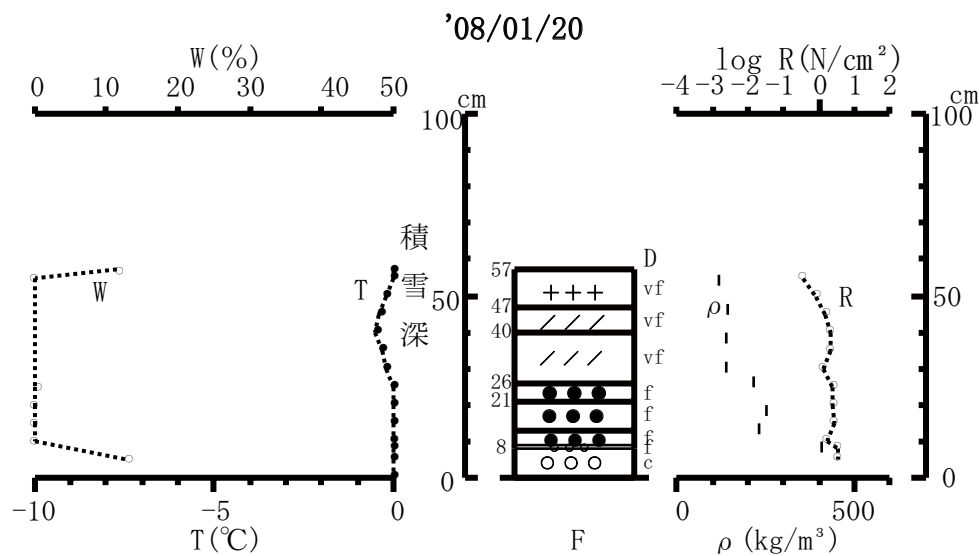 '08/01/20
W(%)
0 10 20 30 40 50
log R(N/cm²)
-4 -3 -2 -1 0 1 2
cm
100
cm
100
積雪深
57 D
vf
47
vf
40
vf
26
f
21
f
f
8 f
c
W
T
50
ρ
R
50
0
0
-10 -5 0
T(℃)
F
0 500
ρ (kg/m³)